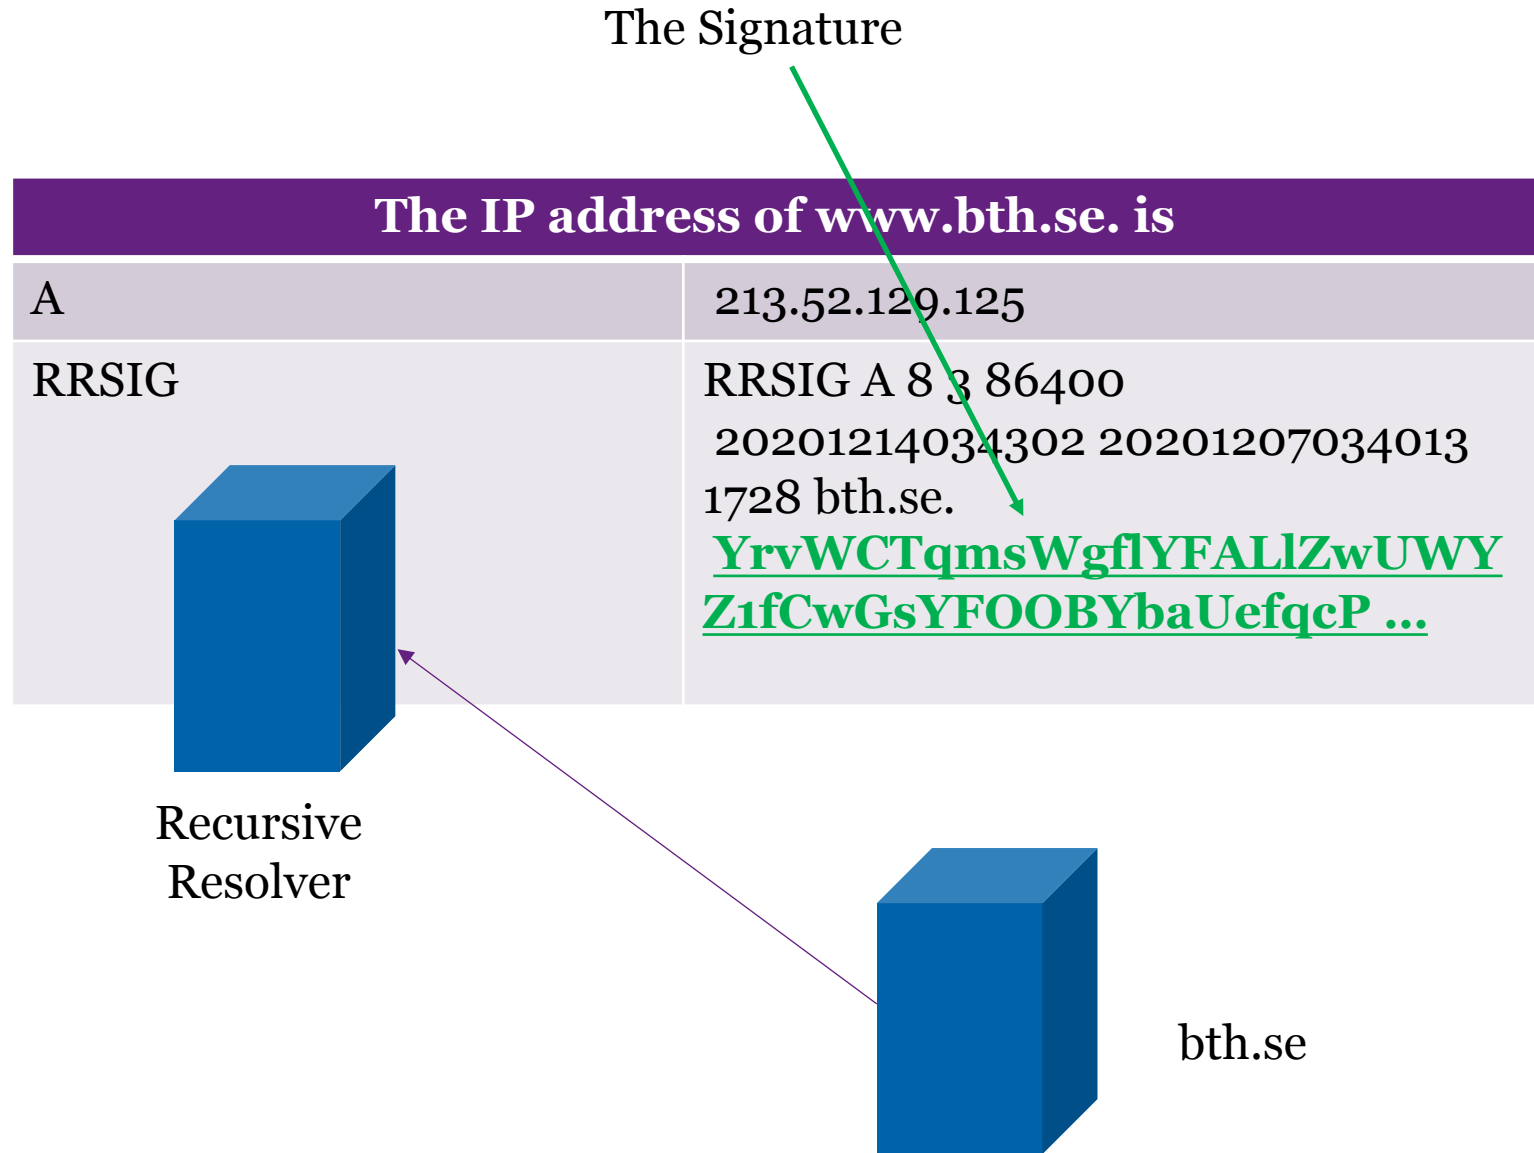 The Signature
The IP address of www.bth.se. is
A
213.52.129.125
RRSIG
RRSIG A 8 3 86400
20201214034302 20201207034013
1728 bth.se.
YrvWCTqmsWgflYFALlZwUWY
Z1fCwGsYFOOBYbaUefqcP ...
Recursive
Resolver
bth.se